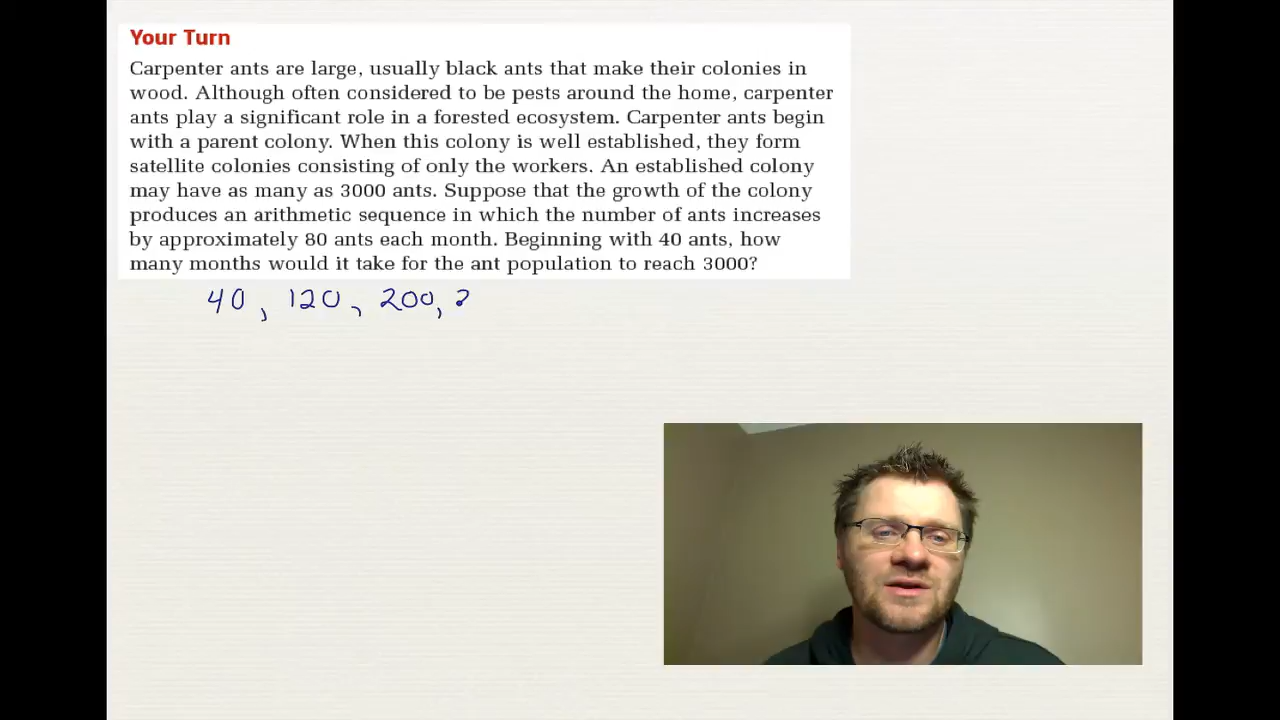 Your Turn
Carpenter ants are large, usually black ants that make their colonies in
wood. Although often considered to be pests around the home, carpenter
ants play a significant role in a forested ecosystem. Carpenter ants begin
with a parent colony. When this colony is well established, they form
satellite colonies consisting of only the workers. An established colony
may have as many as 3000 ants. Suppose that the growth of the colony
produces an arithmetic sequence in which the number of ants increases
by approximately 80 ants each month. Beginning with 40 ants, how
many months would it take for the ant population to reach 3000?
40, 120, 200, 2